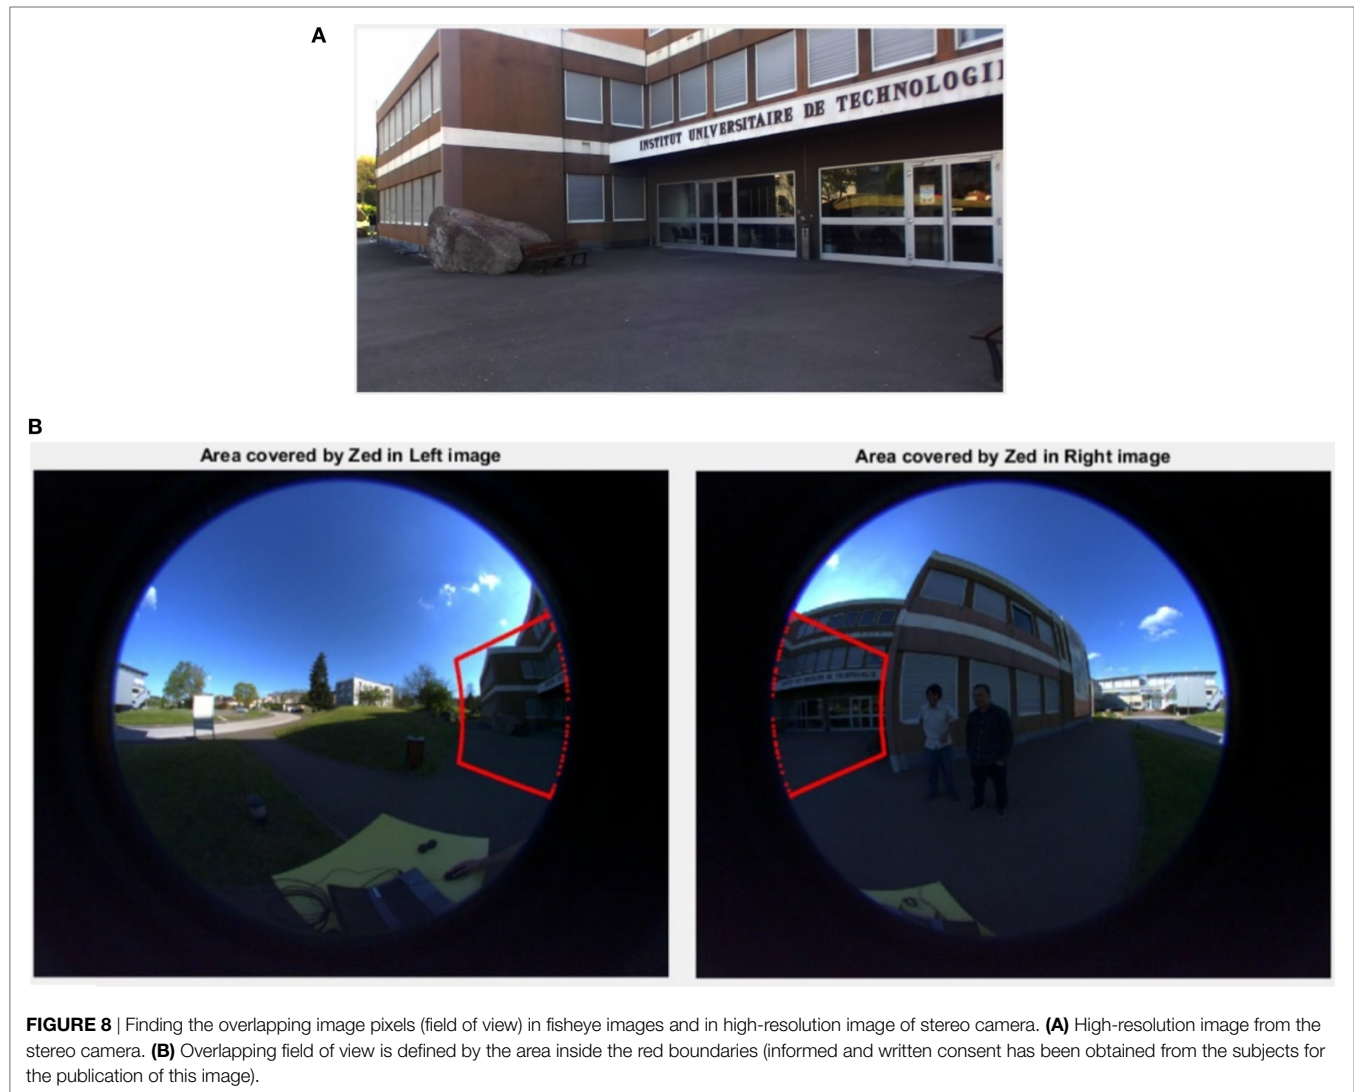 A
INSTITUT UNIVERSITAIRE DE TECHNOLOGI
B
Area covered by Zed in Left image
Area covered by Zed in Right image
FIGURE 8 | Finding the overlapping image pixels (field of view) in fisheye images and in high-resolution image of stereo camera. (A) High-resolution image from the
stereo camera. (B) Overlapping field of view is defined by the area inside the red boundaries (informed and written consent has been obtained from the subjects for
the publication of this image).